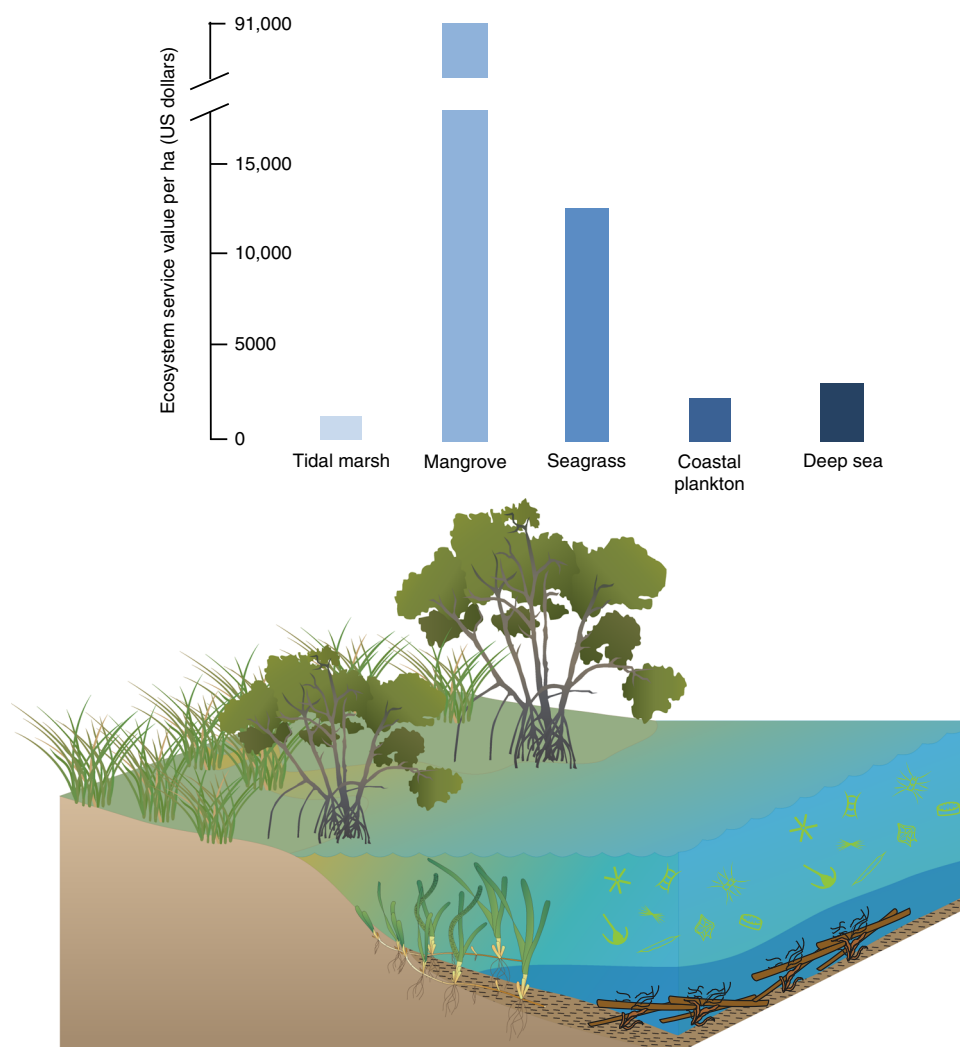 Ecosystem service value per ha (US dollars)
91,000
15,000
10,000
5000
0
Tidal marsh
Mangrove
Seagrass
Coastal
plankton
Deep sea